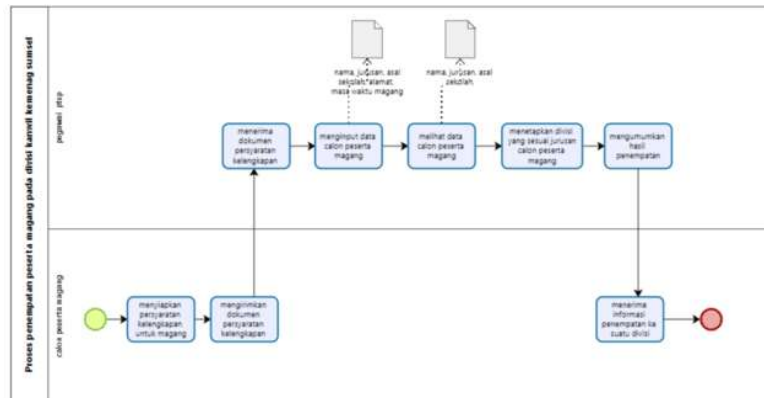 Proses penempatan peserta magang pada divisi kanwil kemenag sumsel
pegawai ptsp
nama, jurusan, asal
sekolah, alamat,
masa waktu magang
nama, jurusan, asal
sekolah
menerima
dokumen
persyaratan
kelengkapan
menginput data
calon peserta
magang
melihat data
calon peserta
magang
menetapkan divisi
yang sesuai jurusan
calon peserta
magang
mengumumkan
hasil
penempatan
calon peserta magang
menyiapkan
persyaratan
kelengkapan
untuk magang
mengirimkan
dokumen
persyaratan
kelengkapan
menerima
informasi
penempatan ke
suatu divisi